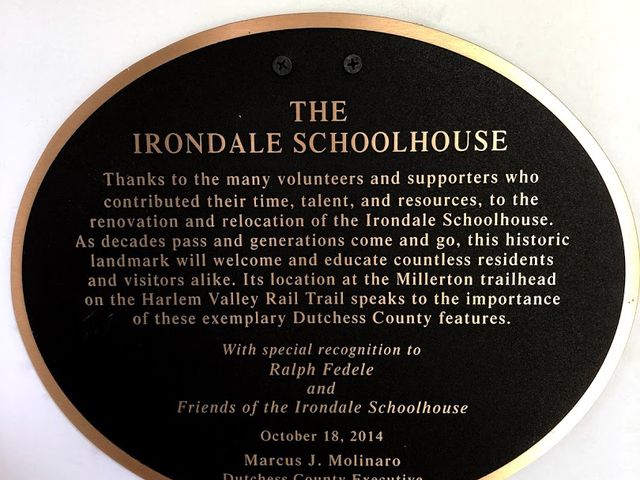 THE
IRONDALE SCHOOLHOUSE
Thanks to the many volunteers and supporters who
contributed their time, talent, and resources, to the
renovation and relocation of the Irondale Schoolhouse.
As decades pass and generations come and go, this historic
landmark will welcome and educate countless residents
and visitors alike. Its location at the Millerton trailhead
on the Harlem Valley Rail Trail speaks to the importance
of these exemplary Dutchess County features.
With special recognition to
Ralph Fedele
and
Friends of the Irondale Schoolhouse
October 18, 2014
Marcus J. Molinaro
Dutchess County Executive